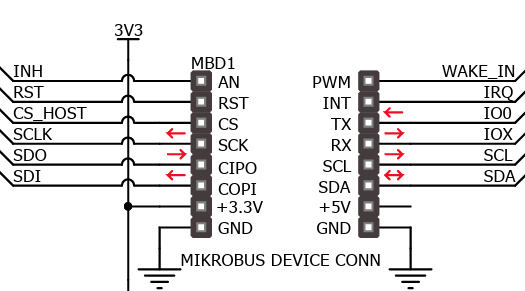 3V3
MBD1
INH AN PWM WAKE_IN
RST RST INT IRQ
CS_HOST CS TX IO0
SCLK SCK RX IOX
SDO CIPO SCL SCL
SDI COPI SDA SDA
+3.3V +5V
GND GND
MIKROBUS DEVICE CONN